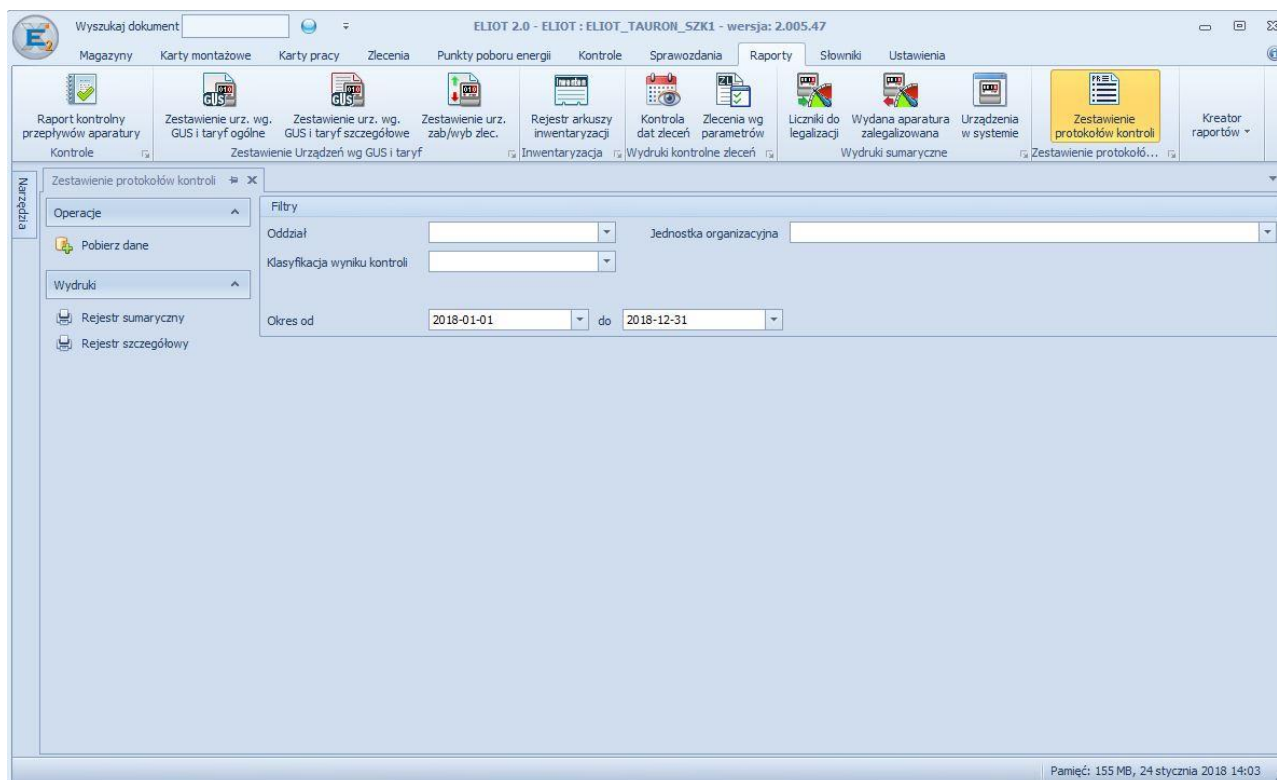 Wyszukaj dokument
ELIOT 2.0 - ELIOT : ELIOT_TAURON_SZK1 - wersja: 2.005.47
Magazyny Karty montażowe Karty pracy Zlecenia Punkty poboru energii Kontrole Sprawozdania Raporty Słowniki Ustawienia
Raport kontrolny
przepływów aparatury
Zestawienie urz. wg.
GUS i taryf ogólne
Zestawienie urz. wg.
GUS i taryf szczegółowe
Zestawienie urz.
zab/wyb zlec.
Rejestr arkuszy
inwentaryzacji
Kontrola
dat zleceń
Zlecenia wg
parametrów
Liczniki do
legalizacji
Wydana aparatura
zalegalizowana
Urządzenia
w systemie
Zestawienie
protokołów kontroli
Kreator
raportów
Kontrole
Zestawienie Urządzeń wg GUS i taryf
Inwentaryzacja
Wydruki kontrolne zleceń
Wydruki sumaryczne
Zestawienie protokołó...
Narzędzia
Zestawienie protokołów kontroli
Operacje
Pobierz dane
Wydruki
Rejestr sumaryczny
Rejestr szczegółowy
Filtry
Oddział
Jednostka organizacyjna
Klasyfikacja wyniku kontroli
Okres od 2018-01-01 do 2018-12-31
Pamięć: 155 MB, 24 stycznia 2018 14:03